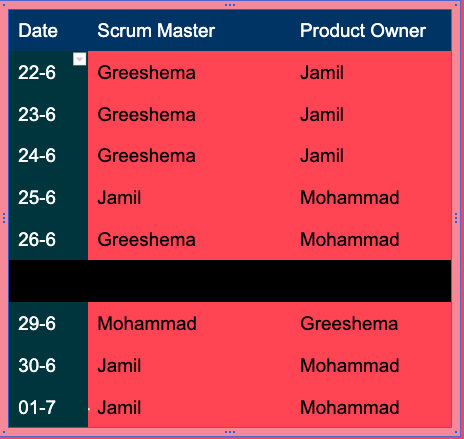 Date Scrum Master Product Owner
22-6 Greeshema Jamil
23-6 Greeshema Jamil
24-6 Greeshema Jamil
25-6 Jamil Mohammad
26-6 Greeshema Mohammad
29-6 Mohammad Greeshema
30-6 Jamil Mohammad
01-7 Jamil Mohammad